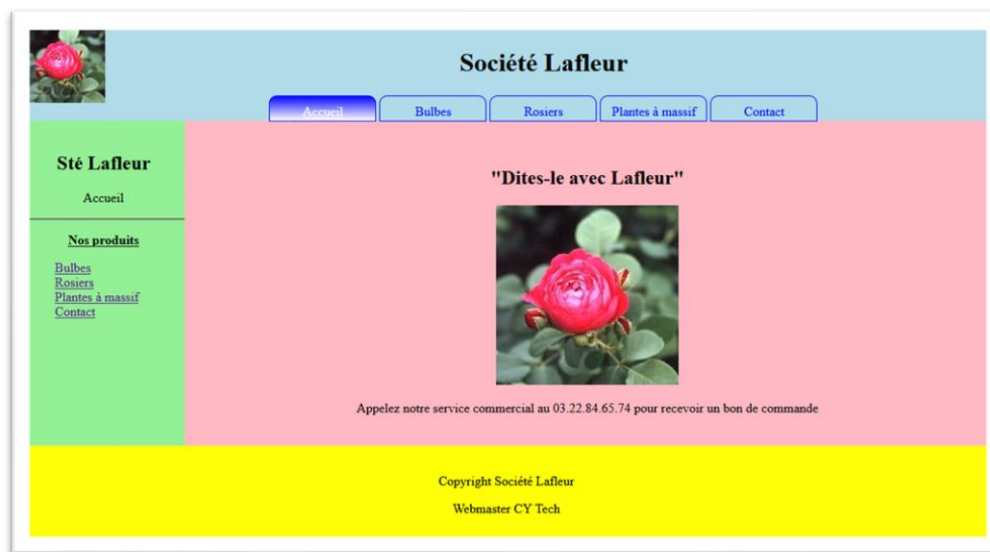 Société Lafleur
Accueil Bulbes Rosiers Plantes à massif Contact
Sté Lafleur
Accueil
Nos produits
Bulbes
Rosiers
Plantes à massif
Contact
"Dites-le avec Lafleur"
Appelez notre service commercial au 03.22.84.65.74 pour recevoir un bon de commande
Copyright Société Lafleur
Webmaster CY Tech